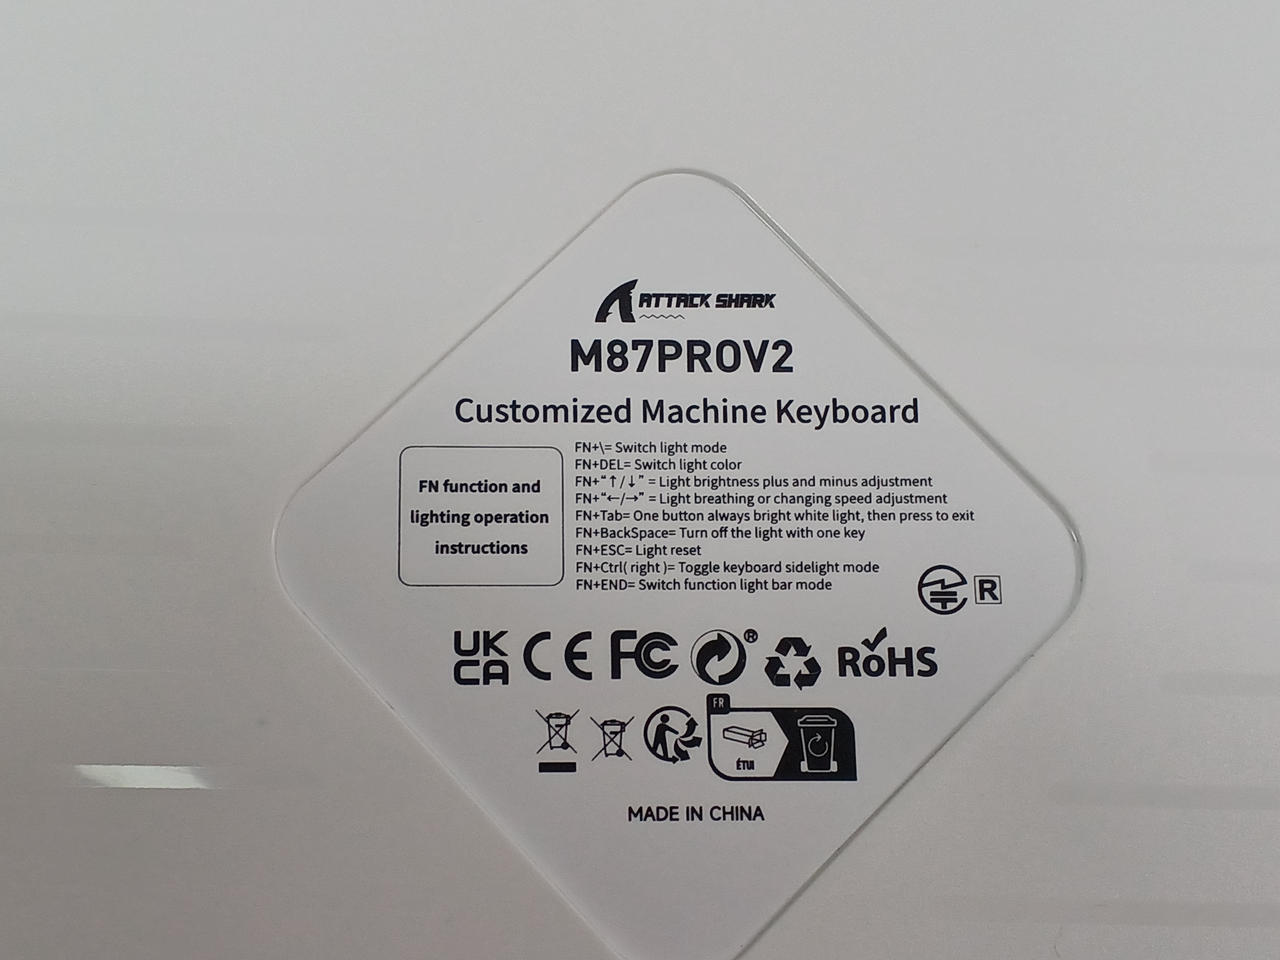 ATTACK SHARK
M87PROV2
Customized Machine Keyboard
FN function and
lighting operation
instructions
FN+\= Switch light mode
FN+DEL= Switch light color
FN+“↑/↓” = Light brightness plus and minus adjustment
FN+“←/→” = Light breathing or changing speed adjustment
FN+Tab= One button always bright white light, then press to exit
FN+BackSpace= Turn off the light with one key
FN+ESC= Light reset
FN+Ctrl( right )= Toggle keyboard sidelight mode
FN+END= Switch function light bar mode
R
UK
CA CE FC ® RoHS
FR
ÉTUI
MADE IN CHINA